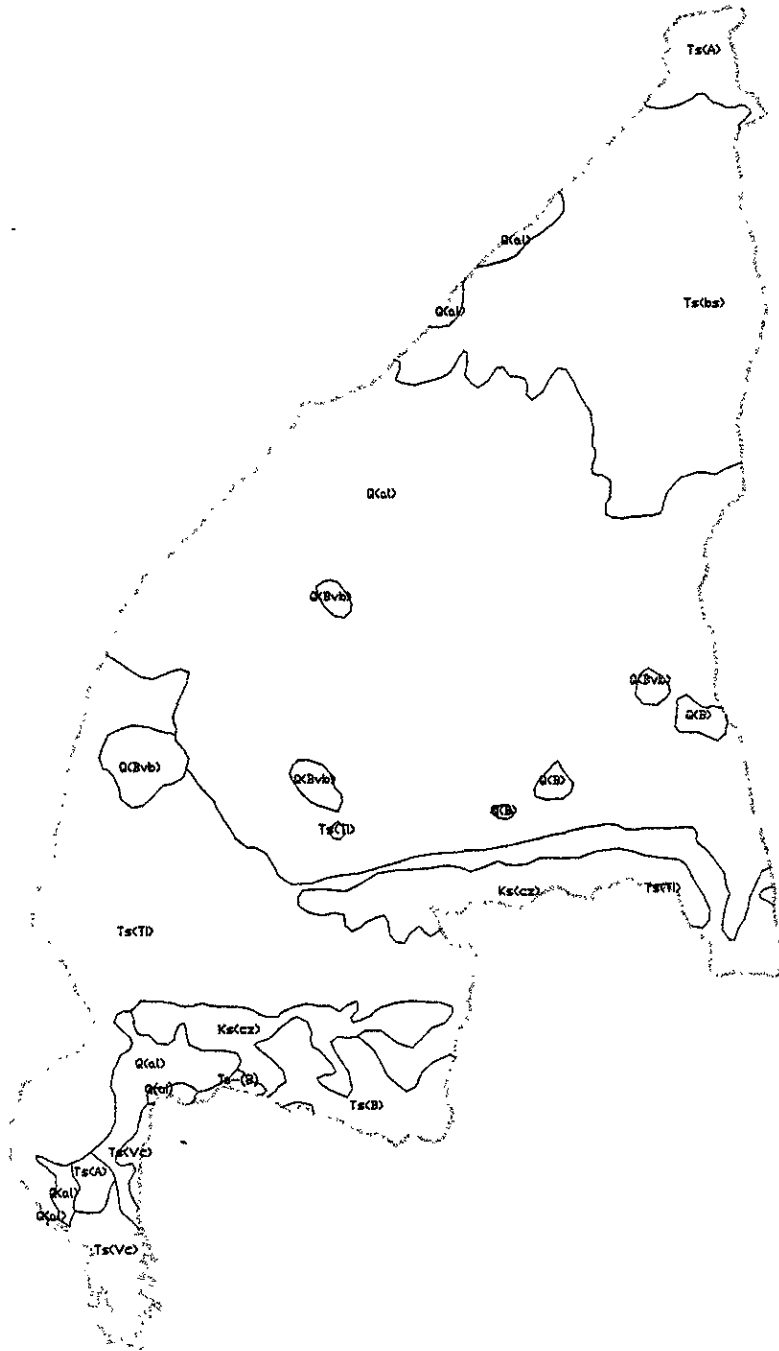 Ts(A)
Q(al)
Ts(bs)
Q(al)
Q(al)
Q(Bvb)
Q(Bvb)
Q(B)
Q(Bvb)
Q(Bvb)
Q(B)
Q(B)
Ts(Tl)
Ks(cz)
Ts(Tl)
Ts(Tl)
Ks(cz)
Q(al)
Ts-(B)
Q(al)
Ts(B)
Ts(Vc)
Ts(A)
Q(al)
Q(al)
Ts(Vc)